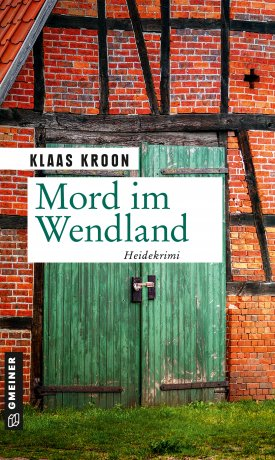 KLAAS KROON
Mord im
Wendland
Heidekrimi
GMEINER